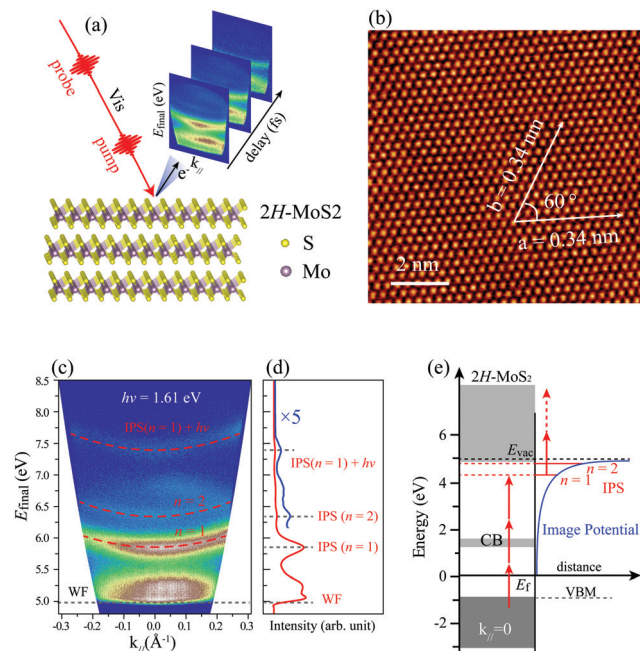 (a)
probe
Vis
pump
E_final (eV)
k_//
delay (fs)
e⁻
2H-MoS2
S
Mo
(b)
b = 0.34 nm
60°
a = 0.34 nm
2 nm
(c)
hν = 1.61 eV
IPS(n = 1) + hν
n = 2
n = 1
WF
E_final (eV)
8.5
8.0
7.5
7.0
6.5
6.0
5.5
5.0
0.3 0.2 0.1 0.0 0.1 0.2 0.3
k_//(Å⁻¹)
(d)
×5
IPS(n = 1) + hν
IPS (n = 2)
IPS (n = 1)
WF
Intensity (arb. unit)
(e)
2H-MoS₂
E_vac
n = 2
n = 1
IPS
Image Potential
CB
distance
E_f
VBM
k_//=0
Energy (eV)
6
4
2
0
-2